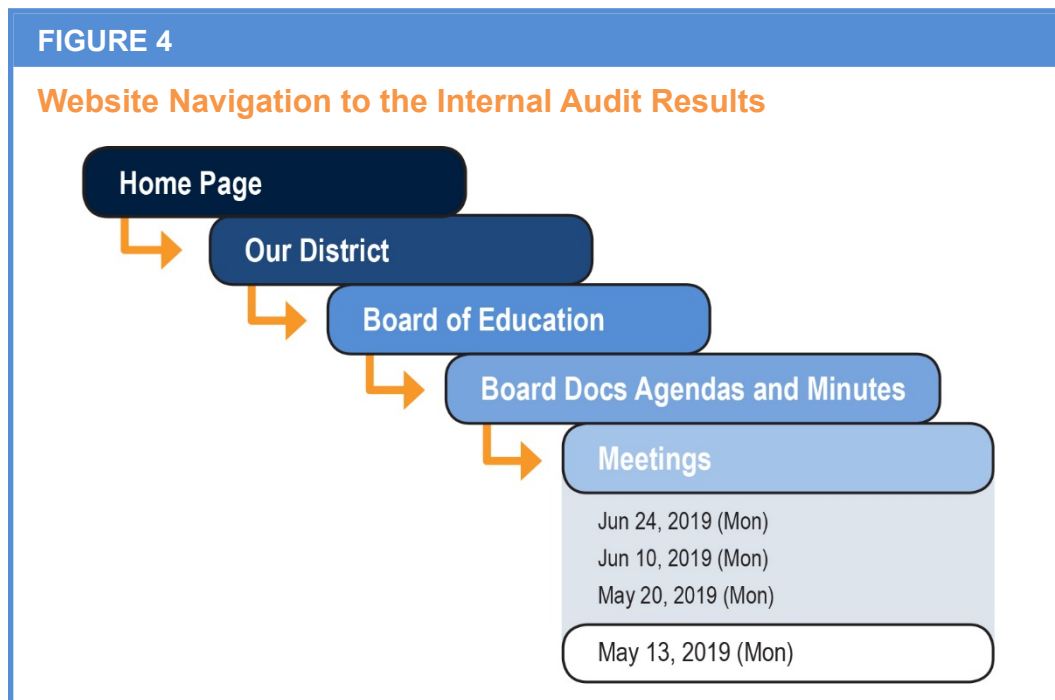 FIGURE 4
Website Navigation to the Internal Audit Results
Home Page
Our District
Board of Education
Board Docs Agendas and Minutes
Meetings
Jun 24, 2019 (Mon)
Jun 10, 2019 (Mon)
May 20, 2019 (Mon)
May 13, 2019 (Mon)